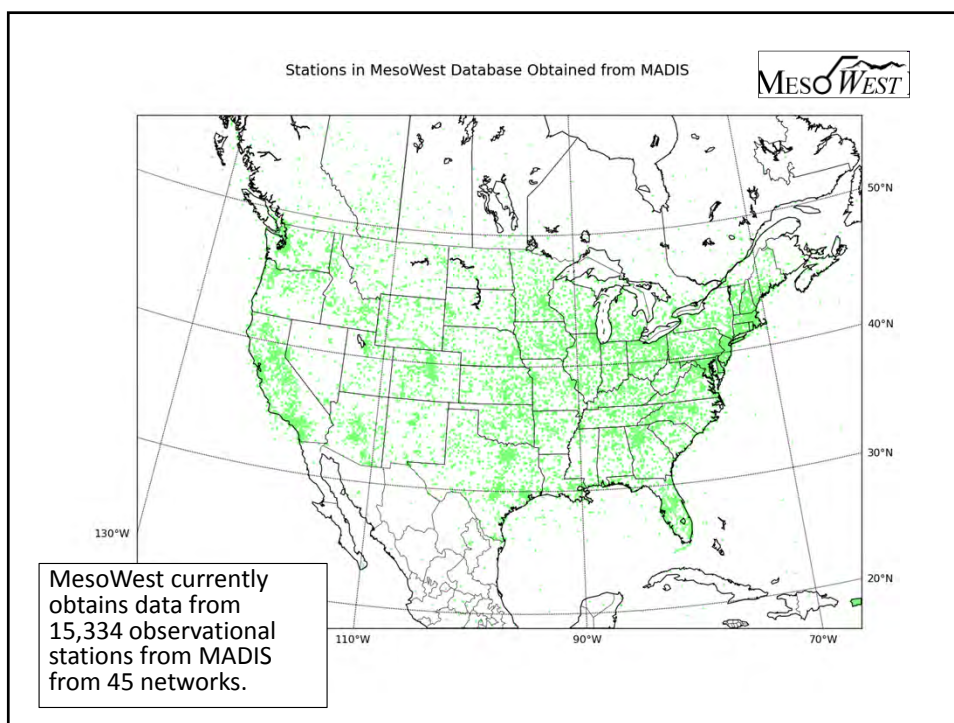 Stations in MesoWest Database Obtained from MADIS
MESOWEST
50°N
40°N
30°N
130°W
20°N
MesoWest currently
obtains data from
15,334 observational
stations from MADIS
from 45 networks.
110°W
90°W
70°W